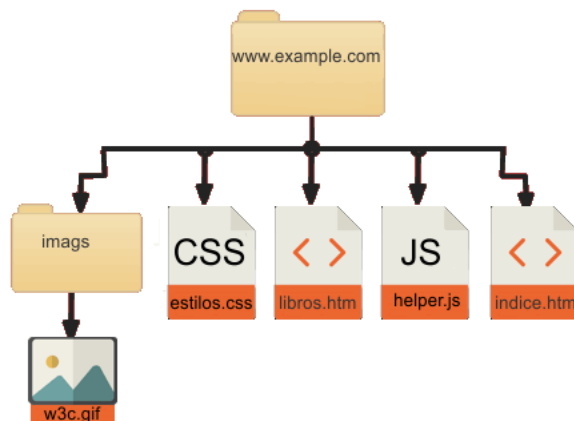 www.example.com
imags
CSS
JS
estilos.css
libros.htm
helper.js
indice.htm
w3c.gif